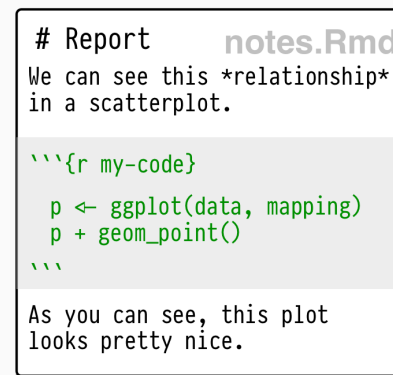 # Report
notes.Rmd
We can see this *relationship*
in a scatterplot.
```{r my-code}
p <- ggplot(data, mapping)
p + geom_point()
```
As you can see, this plot
looks pretty nice.